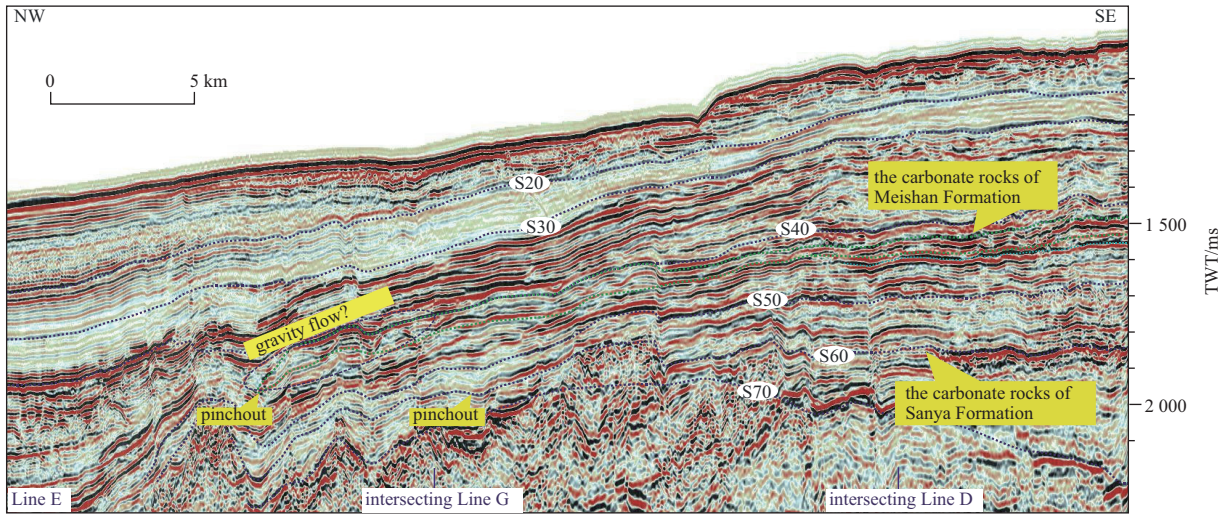 NW
SE
0
5 km
S20
the carbonate rocks of
Meishan Formation
S30
S40
1 500
TWT/ms
S50
gravity flow?
S60
S70
the carbonate rocks of
Sanya Formation
pinchout
pinchout
2 000
Line E
intersecting Line G
intersecting Line D